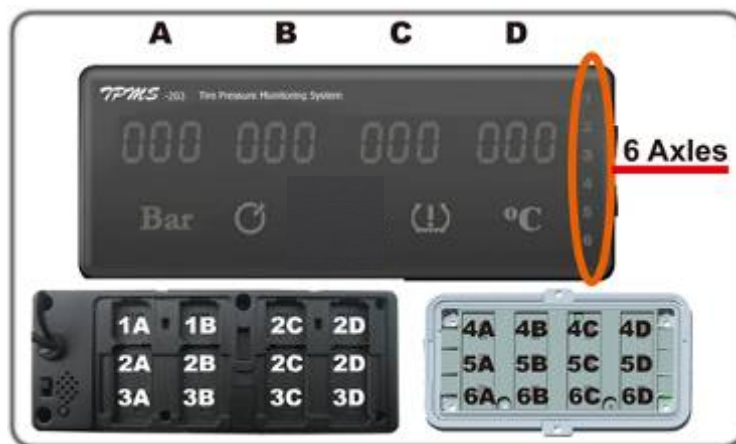 A B C D
TPMS -203 Tire Pressure Monitoring System
000 000 000 000
6 Axles
Bar °C
1
2
3
4
5
6
1A 1B 2C 2D
2A 2B 2C 2D
3A 3B 3C 3D
4A 4B 4C 4D
5A 5B 5C 5D
6A 6B 6C 6D